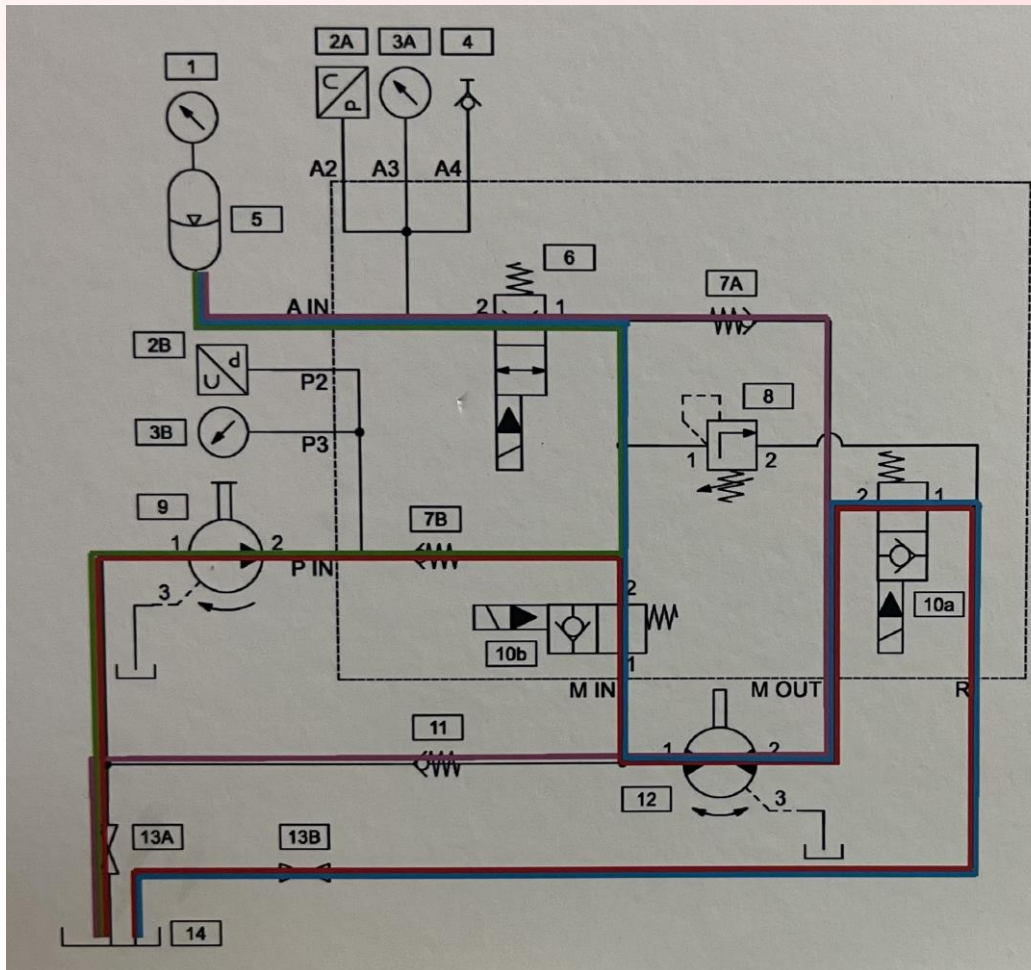 2A 3A 4
1
U P
A2 A3 A4
5
6
A IN 2 1 7A
2B
P U
P2
8
3B P3
1 2
2 1
9
7B
1 2
P IN
3
2
10a
10b
1
M IN M OUT R
11
1 2
12 3
13A 13B
14